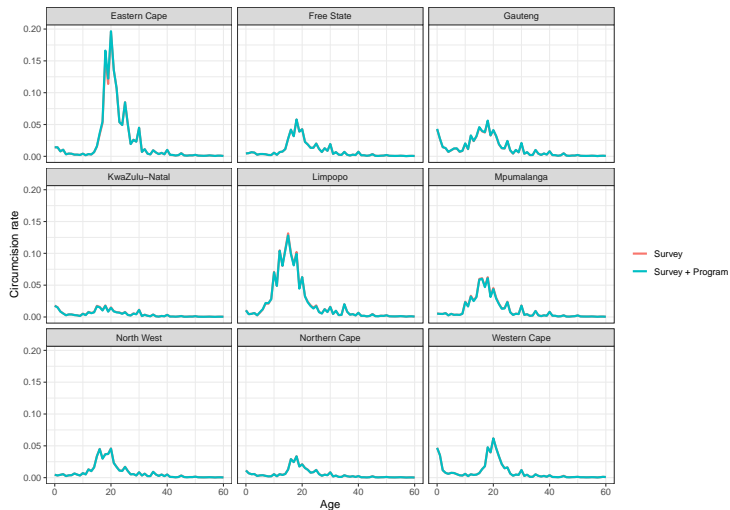 Eastern Cape
Free State
Gauteng
0.20
0.15
0.10
0.05
0.00
KwaZulu−Natal
Limpopo
Mpumalanga
0.20
0.15
0.10
0.05
0.00
North West
Northern Cape
Western Cape
0.20
0.15
0.10
0.05
0.00
0 20 40 60
0 20 40 60
0 20 40 60
Age
Circumcision rate
Survey
Survey + Program